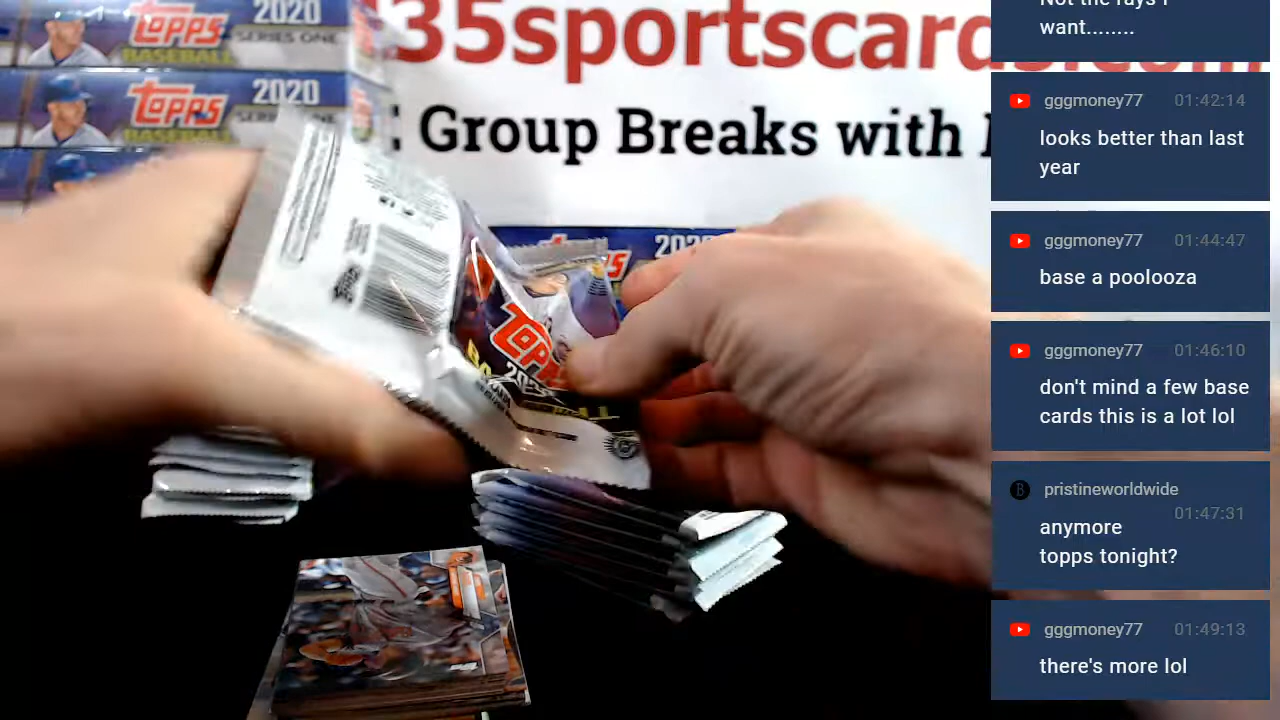 2020
TOPPS
SERIES ONE
BASEBALL
2020
TOPPS
BASEBALL
35sportscards.com
Group Breaks with
TOPPS
Not the rays I
want........
gggmoney77 01:42:14
looks better than last
year
gggmoney77 01:44:47
base a poolooza
gggmoney77 01:46:10
don't mind a few base
cards this is a lot lol
pristineworldwide
01:47:31
anymore
topps tonight?
gggmoney77 01:49:13
there's more lol